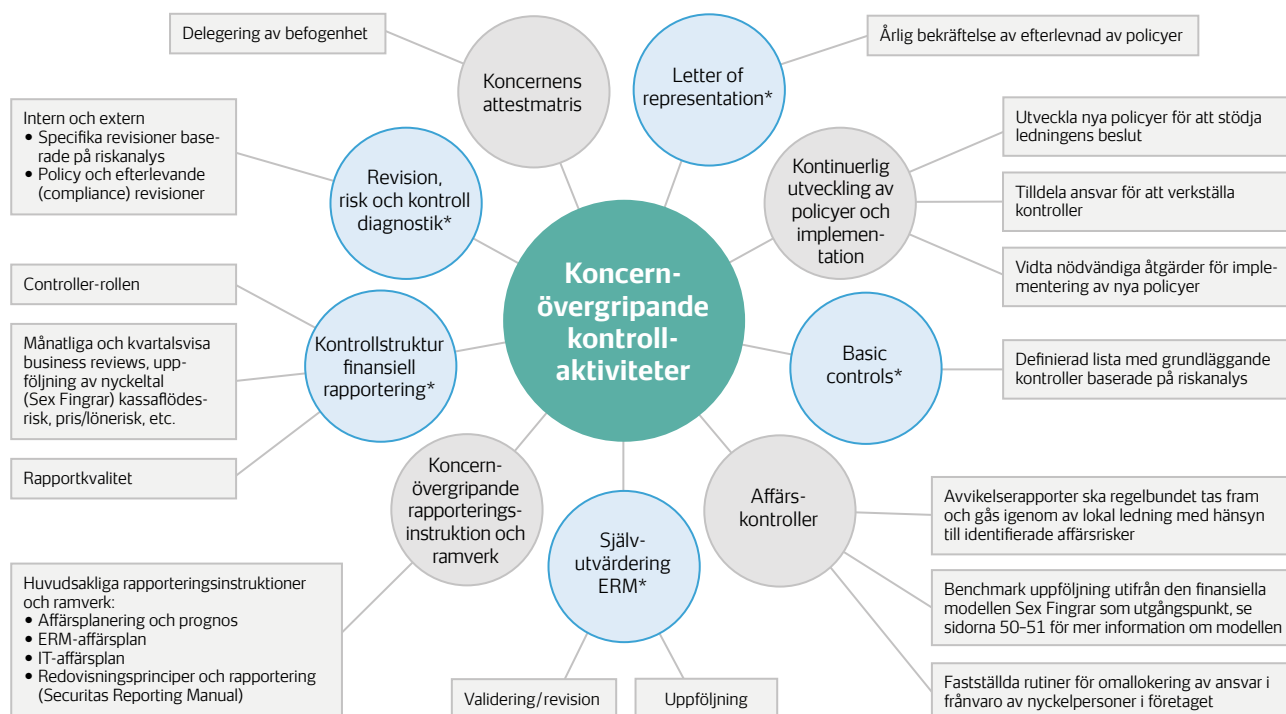 Delegering av befogenhet
Koncernens
attestmatris
Letter of
representation*
Årlig bekräftelse av efterlevnad av policyer
Intern och extern
• Specifika revisioner base-
rade på riskanalys
• Policy och efterlevande
(compliance) revisioner
Revision,
risk och kontroll
diagnostik*
Kontinuerlig
utveckling av
policyer och
implemen-
tation
Utveckla nya policyer för att stödja
ledningens beslut
Tilldela ansvar för att verkställa
kontroller
Vidta nödvändiga åtgärder för imple-
mentering av nya policyer
Koncern-
övergripande
kontroll-
aktiviteter
Controller-rollen
Månatliga och kvartalsvisa
business reviews, upp-
följning av nyckeltal
(Sex Fingrar) kassaflödes-
risk, pris/lönerisk, etc.
Rapportkvalitet
Kontrollstruktur
finansiell
rapportering*
Basic
controls*
Definierad lista med grundläggande
kontroller baserade på riskanalys
Koncern-
övergripande
rapporterings-
instruktion och
ramverk
Själv-
utvärdering
ERM*
Affärs-
kontroller
Avvikelserapporter ska regelbundet tas fram
och gås igenom av lokal ledning med hänsyn
till identifierade affärsrisker
Benchmark uppföljning utifrån den finansiella
modellen Sex Fingrar som utgångspunkt, se
sidorna 50–51 för mer information om modellen
Fastställda rutiner för omallokering av ansvar i
frånvaro av nyckelpersoner i företaget
Huvudsakliga rapporteringsinstruktioner
och ramverk:
• Affärsplanering och prognos
• ERM-affärsplan
• IT-affärsplan
• Redovisningsprinciper och rapportering
(Securitas Reporting Manual)
Validering/revision
Uppföljning